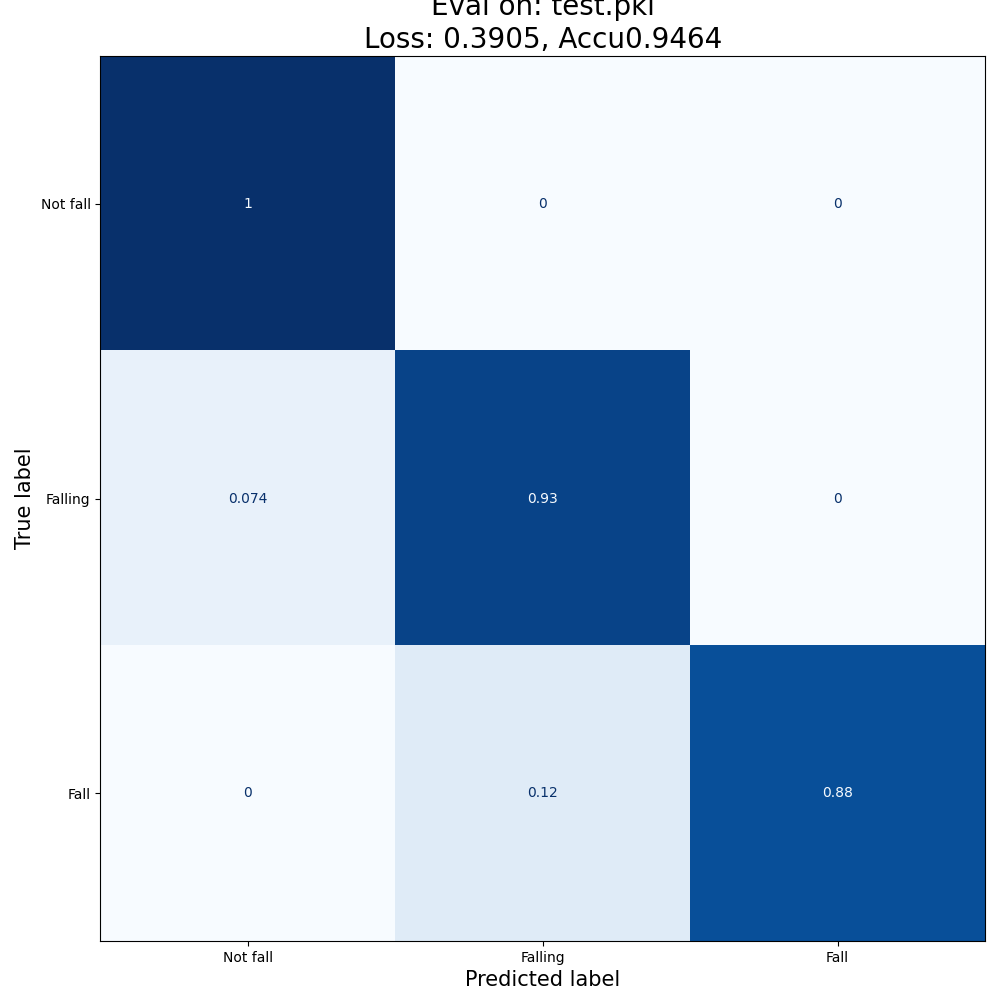 Eval on: test.pkl
Loss: 0.3905, Accu0.9464
Not fall
1
0
0
Falling
0.074
0.93
0
Fall
0
0.12
0.88
True label
Not fall
Falling
Fall
Predicted label